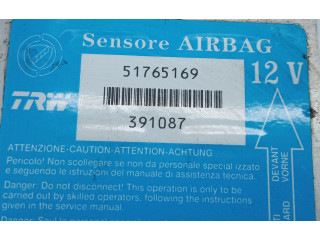 Sensore AIRBAG
51765169
12 V
TRW
391087
ATTENZIONE-CAUTION-ATTENTION-ACHTUNG
Pericolo! Non scollegare se non da personale specializzato
e seguendo le istruzioni del manuale di assistenza tecnica.
Danger: Do not disconnect! This operation is only to be
carried out by skilled operators, following the instructions
given in the service manual.
DEVANT
VORNE